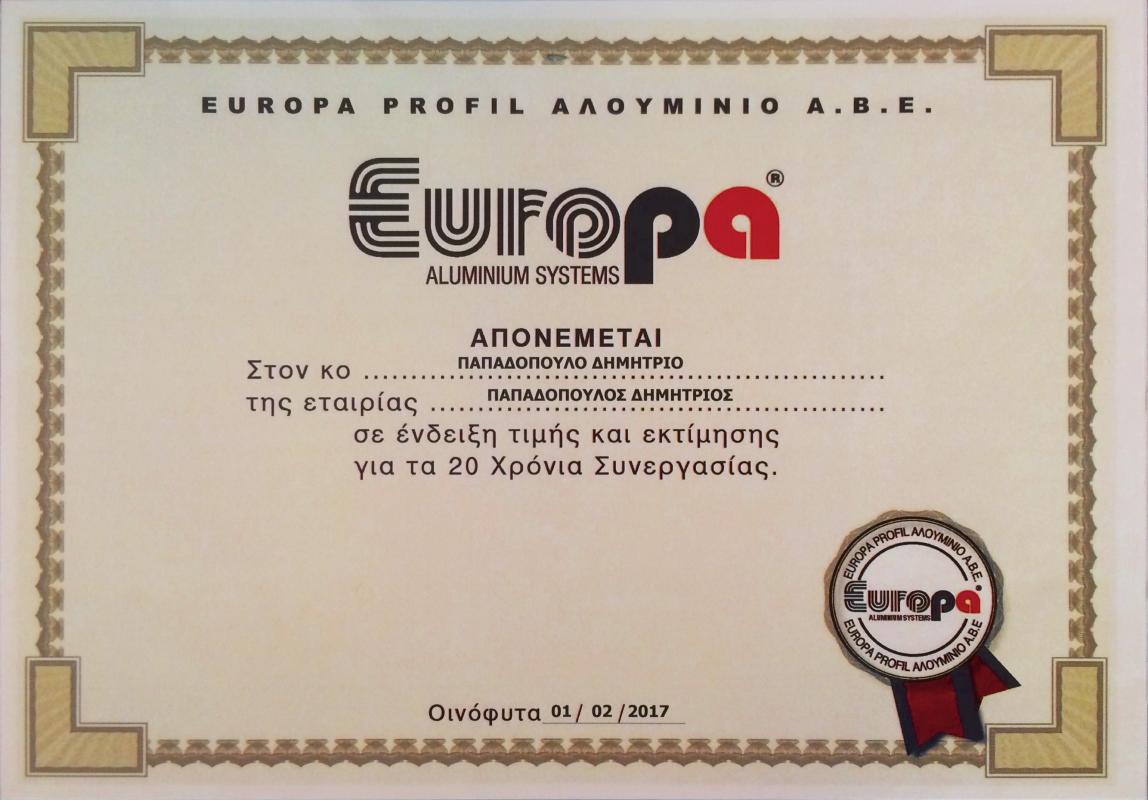 EUROPA PROFIL ΑΛΟΥΜΙΝΙΟ Α.Β.Ε.
Europa®
ALUMINIUM SYSTEMS
ΑΠΟΝΕΜΕΤΑΙ
Στον κο ΠΑΠΑΔΟΠΟΥΛΟ ΔΗΜΗΤΡΙΟ
της εταιρίας ΠΑΠΑΔΟΠΟΥΛΟΣ ΔΗΜΗΤΡΙΟΣ
σε ένδειξη τιμής και εκτίμησης
για τα 20 Χρόνια Συνεργασίας.
EUROPA PROFIL ΑΛΟΥΜΙΝΙΟ Α.Β.Ε.
Europa®
ALUMINIUM SYSTEMS
EUROPA PROFIL ΑΛΟΥΜΙΝΙΟ Α.Β.Ε
Οινόφυτα 01/ 02 /2017